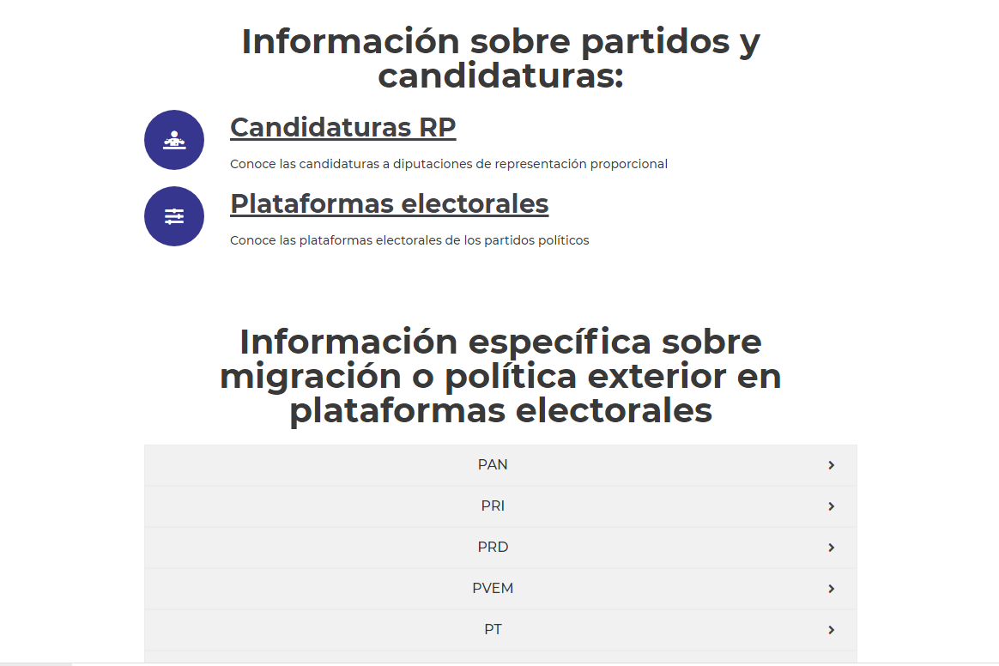 Información sobre partidos y
candidaturas:
Candidaturas RP
Conoce las candidaturas a diputaciones de representación proporcional
Plataformas electorales
Conoce las plataformas electorales de los partidos políticos
Información específica sobre
migración o política exterior en
plataformas electorales
PAN
PRI
PRD
PVEM
PT